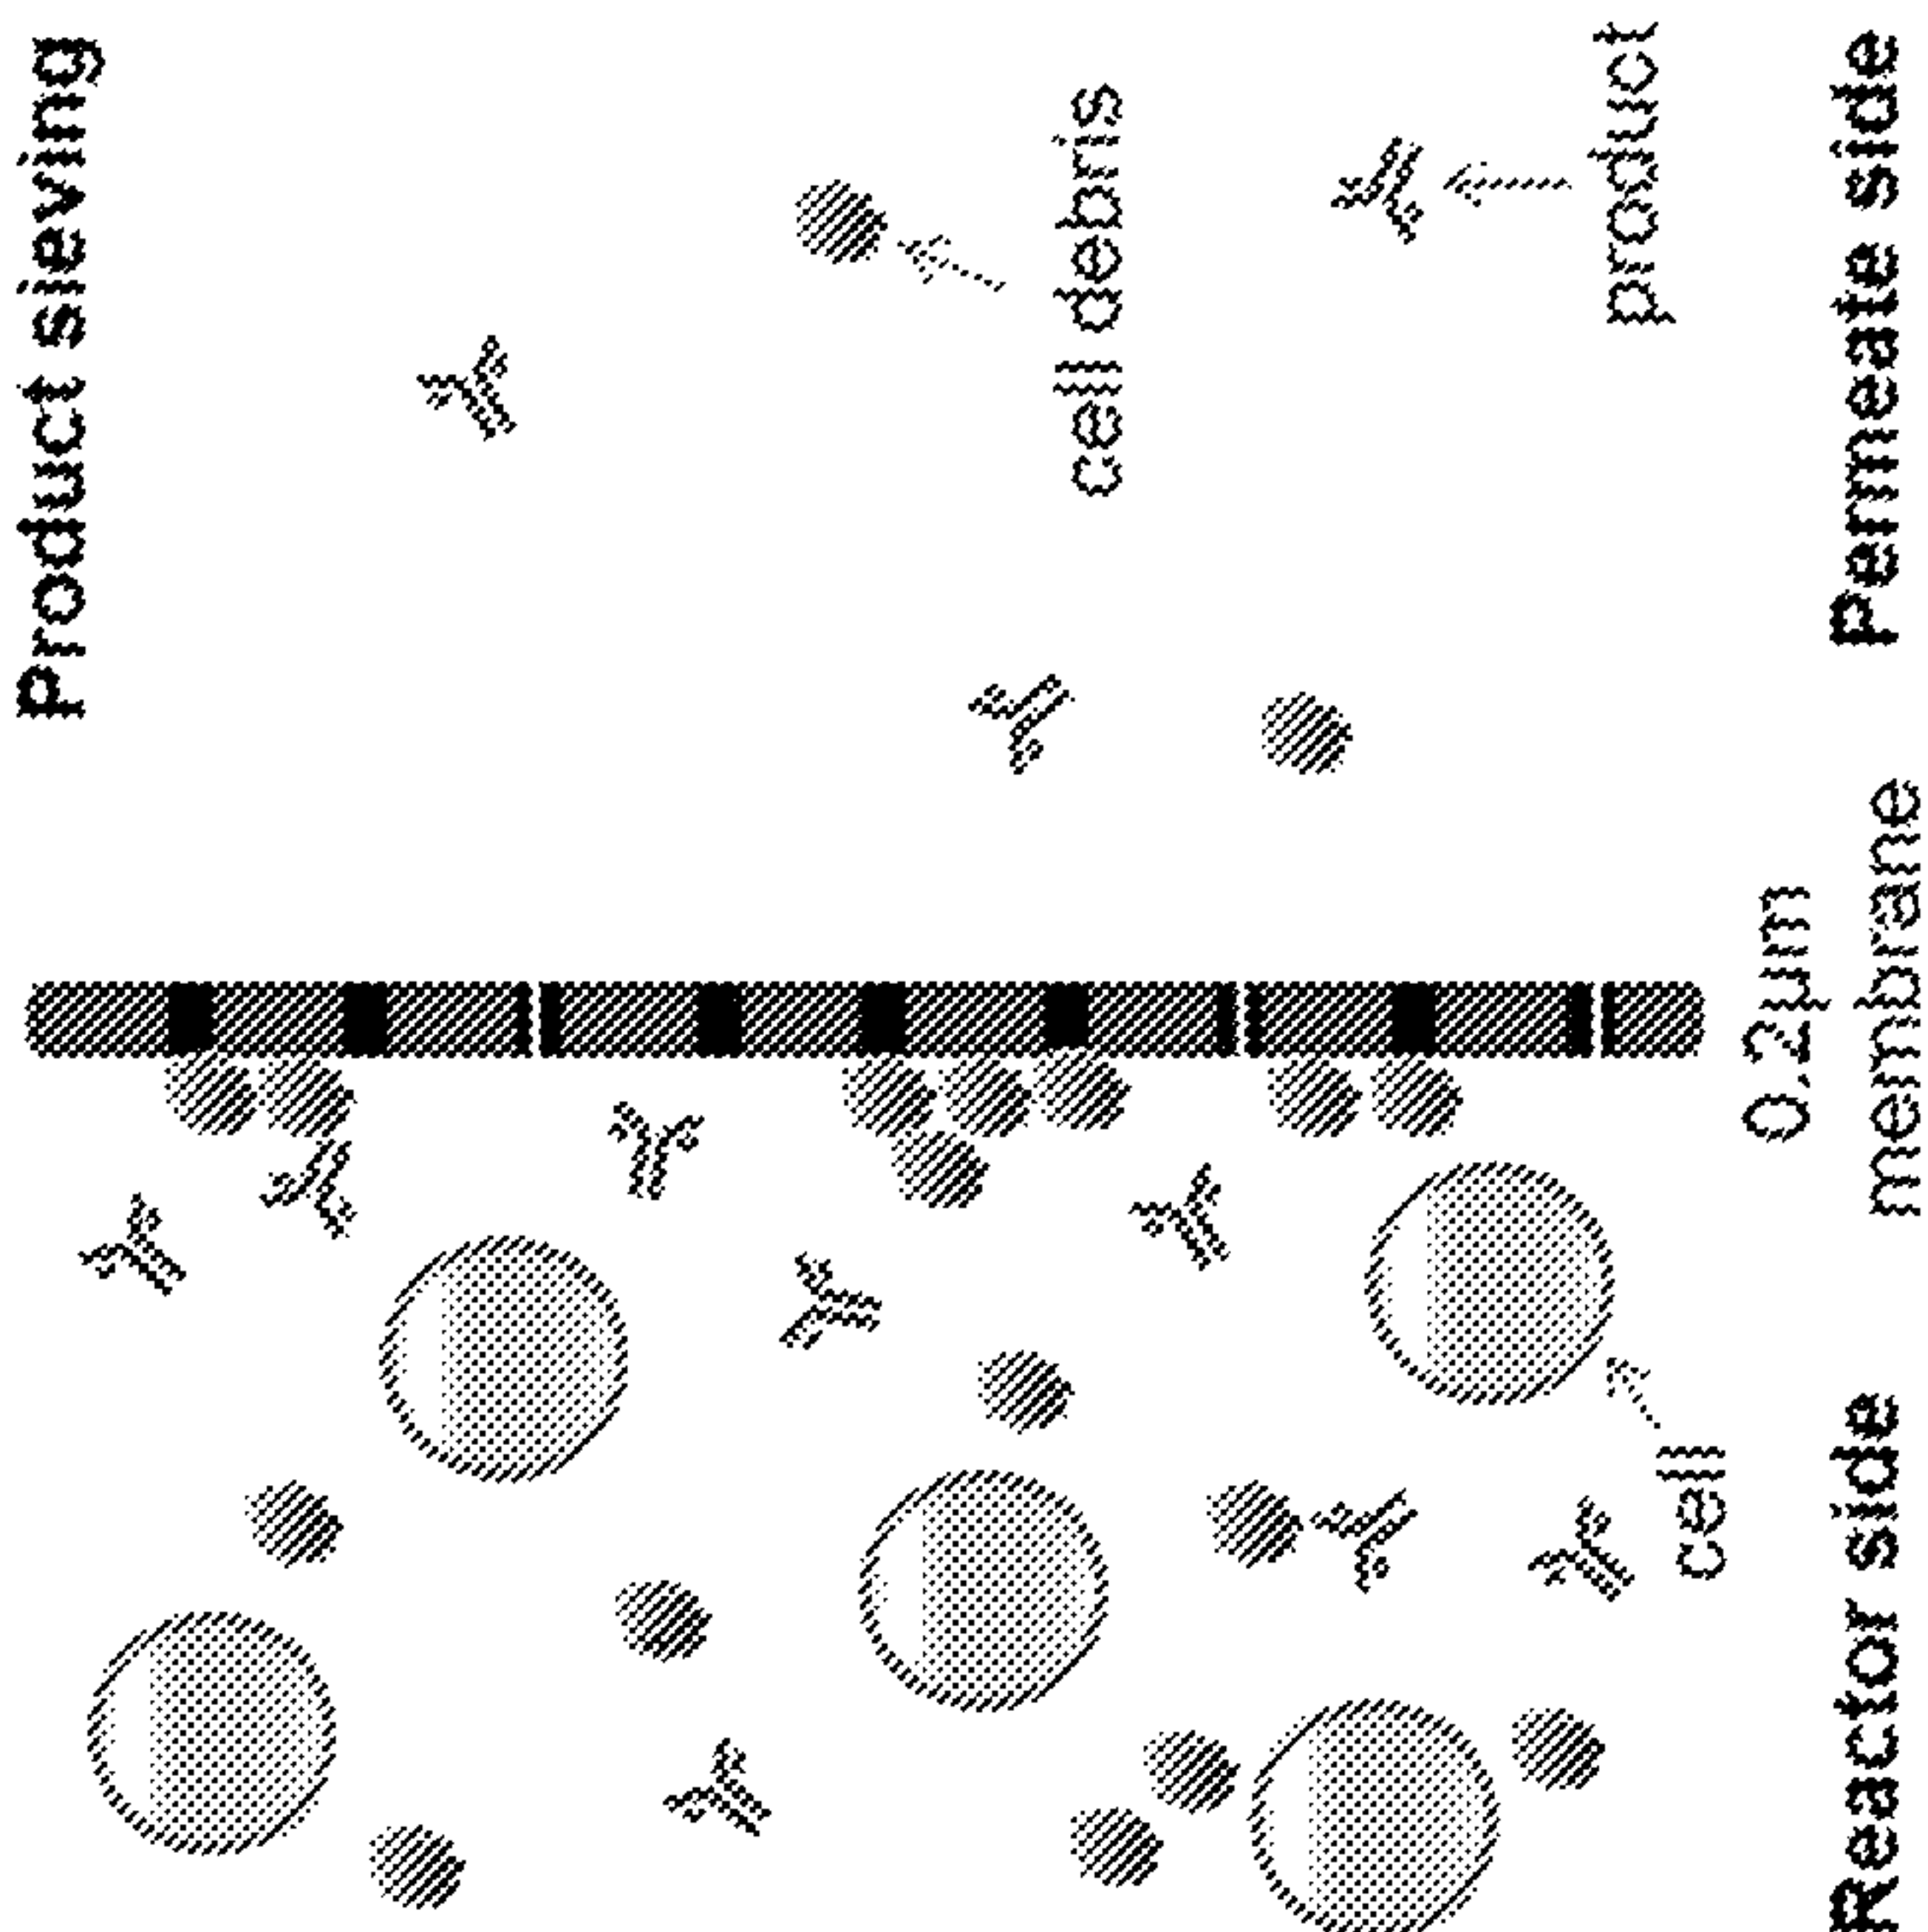 Product sieving
cell debris
product
cell
0.2µm
membrane
Reactor side
Permeate side